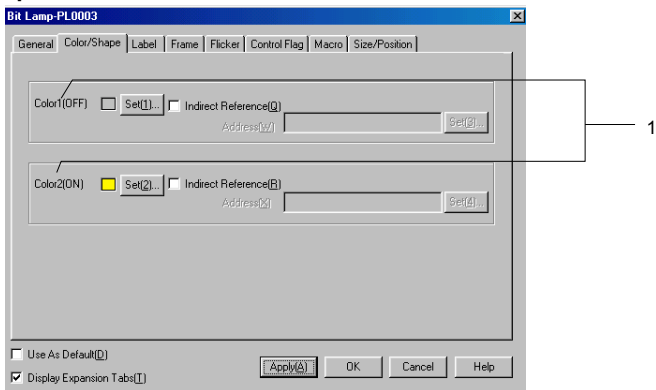 Bit Lamp-PL0003
General Color/Shape Label Frame Flicker Control Flag Macro Size/Position
Color1(OFF) Set(1)... Indirect Reference(Q)
Address(W) Set(3)...
1
Color2(ON) Set(2)... Indirect Reference(R)
Address(X) Set(4)...
Use As Default(D)
Display Expansion Tabs(T)
Apply(A) OK Cancel Help